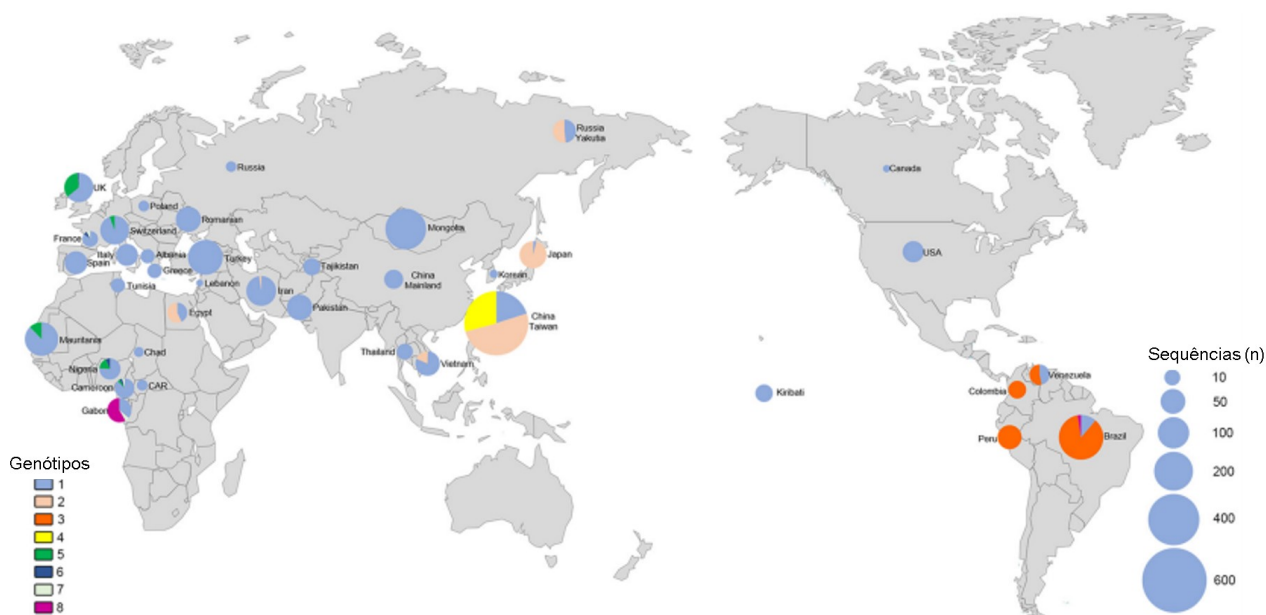 Russia
Yakutia
Russia
Canada
UK
Poland
Romanian
Switzerland
France
Mongolia
Italy
Albania
Turkey
Spain
Greece
USA
Japan
Tajikistan
Korean
China
Mainland
Tunisia
Lebanon
Iran
Pakistan
Egypt
China
Taiwan
Mauritania
Chad
Thailand
Vietnam
Nigeria
Cameroon
CAR
Gabon
Kiribati
Venezuela
Colombia
Peru
Brazil
Sequências (n)
10
50
100
200
400
600
Genótipos
1
2
3
4
5
6
7
8